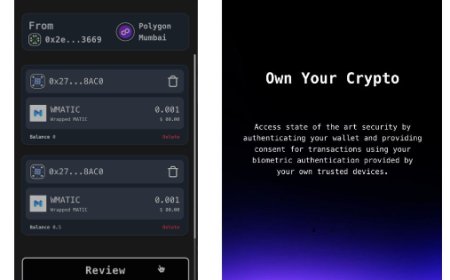 From
0x2e...3669
Polygon
Mumbai
0x27...8AC0
WMATIC
Wrapped MATIC
0.001
$ 00.00
Balance 0
Delete
0x27...8AC0
WMATIC
Wrapped MATIC
0.001
$ 00.00
Balance 0.5
Delete
Review
Own Your Crypto
Access state of the art security by
authenticating your wallet and providing
consent for transactions using your
biometric authentication provided by
your own trusted devices.